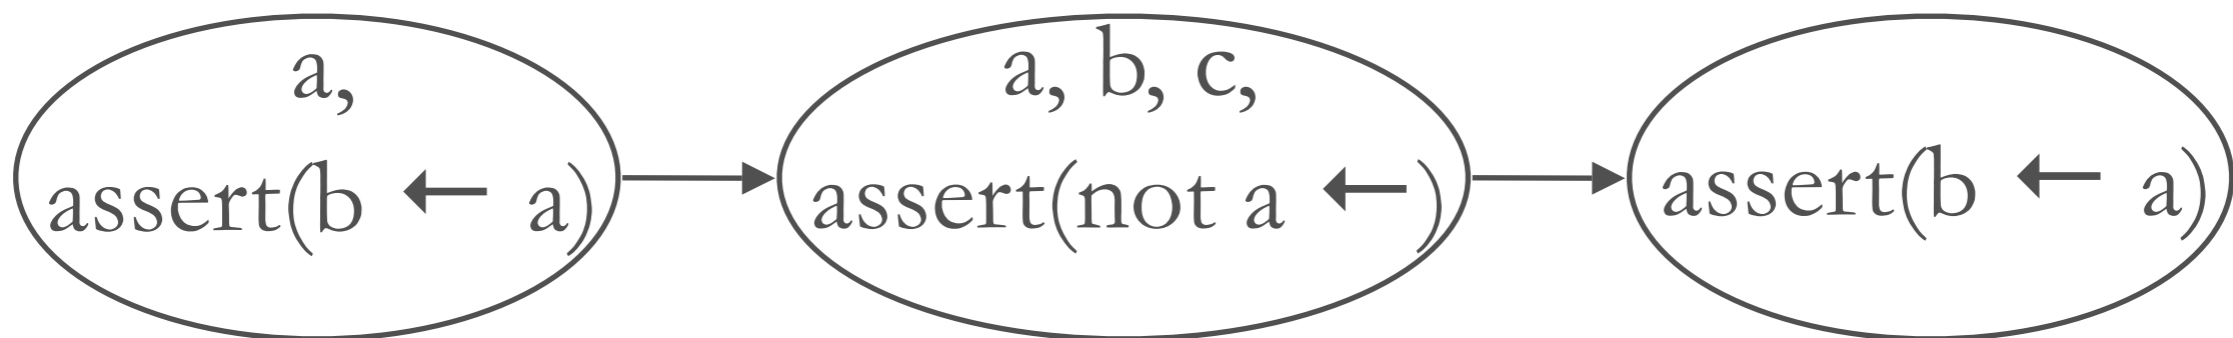 a,
assert(b ← a)
a, b, c,
assert(not a ←)
assert(b ← a)